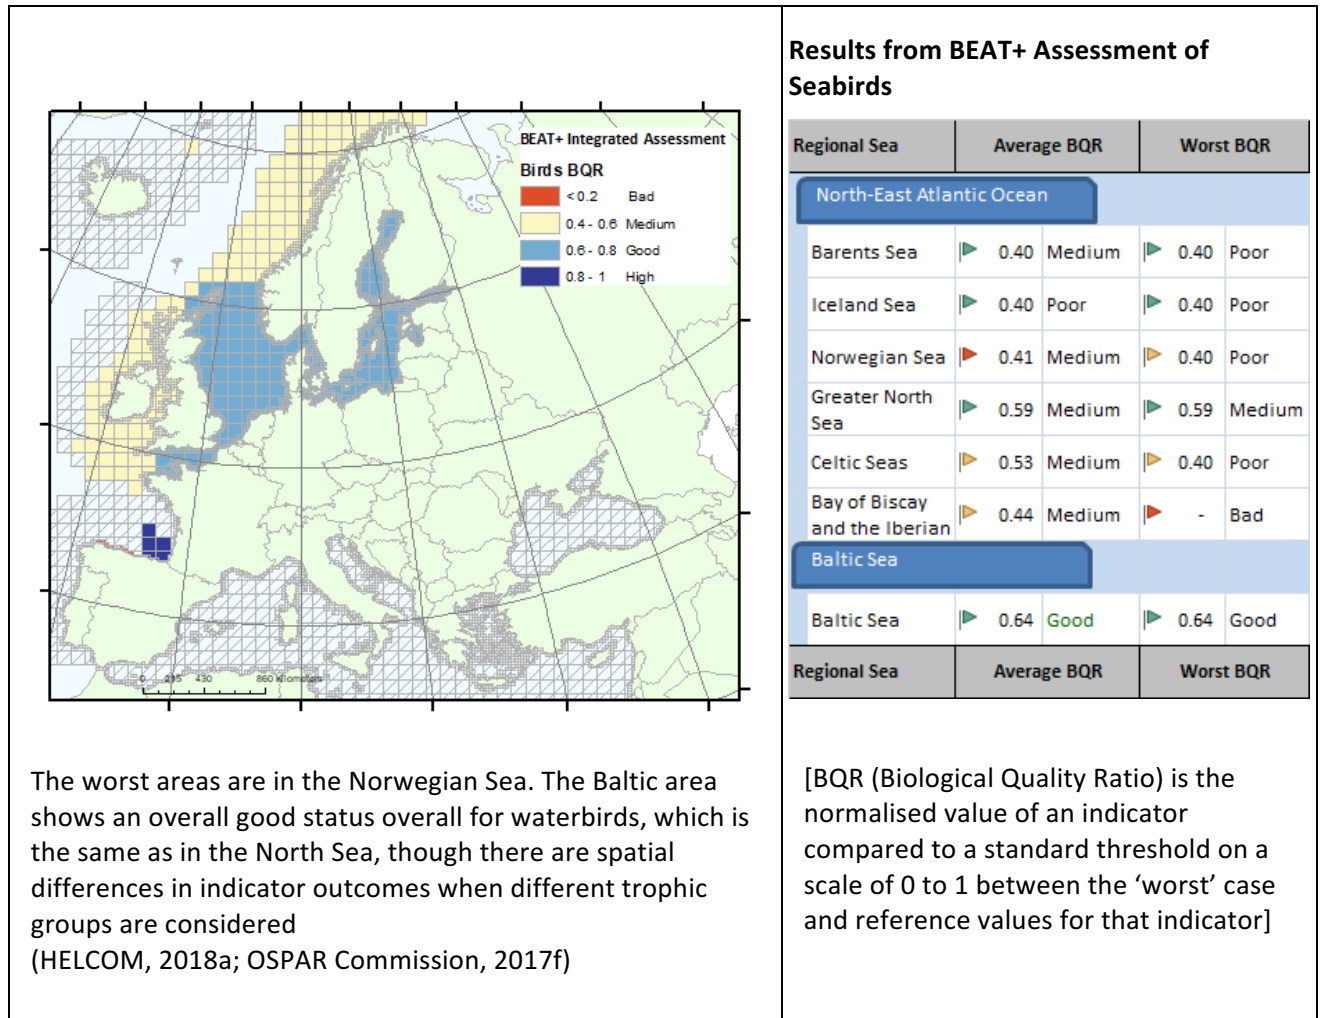 BEAT+ Integrated Assessment
Birds BQR
< 0.2 Bad
0.4 - 0.6 Medium
0.6 - 0.8 Good
0.8 - 1 High
0 215 430 860 Kilometers
The worst areas are in the Norwegian Sea. The Baltic area
shows an overall good status overall for waterbirds, which is
the same as in the North Sea, though there are spatial
differences in indicator outcomes when different trophic
groups are considered
(HELCOM, 2018a; OSPAR Commission, 2017f)
Results from BEAT+ Assessment of
Seabirds
Regional Sea Average BQR Worst BQR
North-East Atlantic Ocean
Barents Sea 0.40 Medium 0.40 Poor
Iceland Sea 0.40 Poor 0.40 Poor
Norwegian Sea 0.41 Medium 0.40 Poor
Greater North
Sea 0.59 Medium 0.59 Medium
Celtic Seas 0.53 Medium 0.40 Poor
Bay of Biscay
and the Iberian 0.44 Medium - Bad
Baltic Sea
Baltic Sea 0.64 Good 0.64 Good
Regional Sea Average BQR Worst BQR
[BQR (Biological Quality Ratio) is the
normalised value of an indicator
compared to a standard threshold on a
scale of 0 to 1 between the ‘worst’ case
and reference values for that indicator]